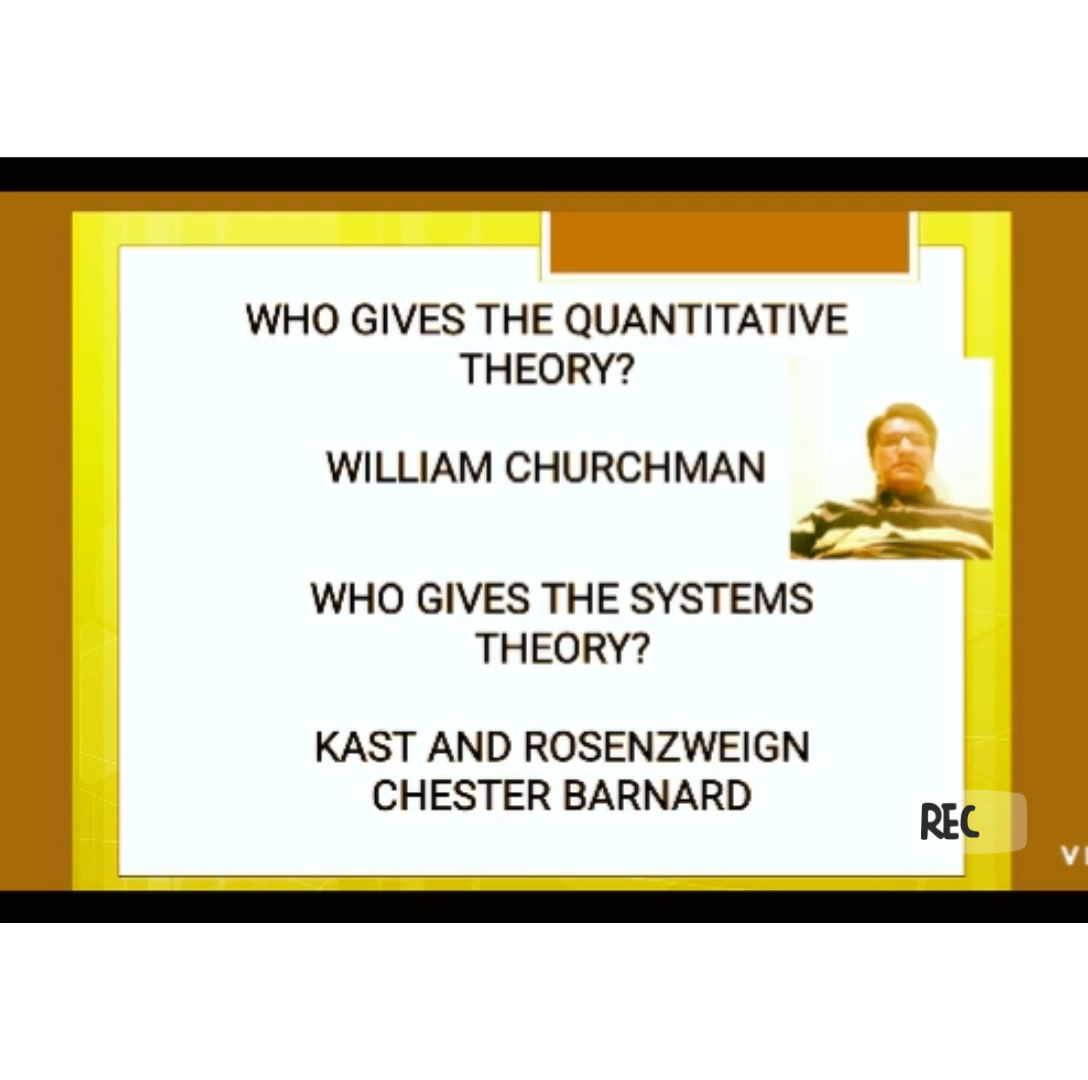 WHO GIVES THE QUANTITATIVE
THEORY?
WILLIAM CHURCHMAN
WHO GIVES THE SYSTEMS
THEORY?
KAST AND ROSENZWEIGN
CHESTER BARNARD
REC